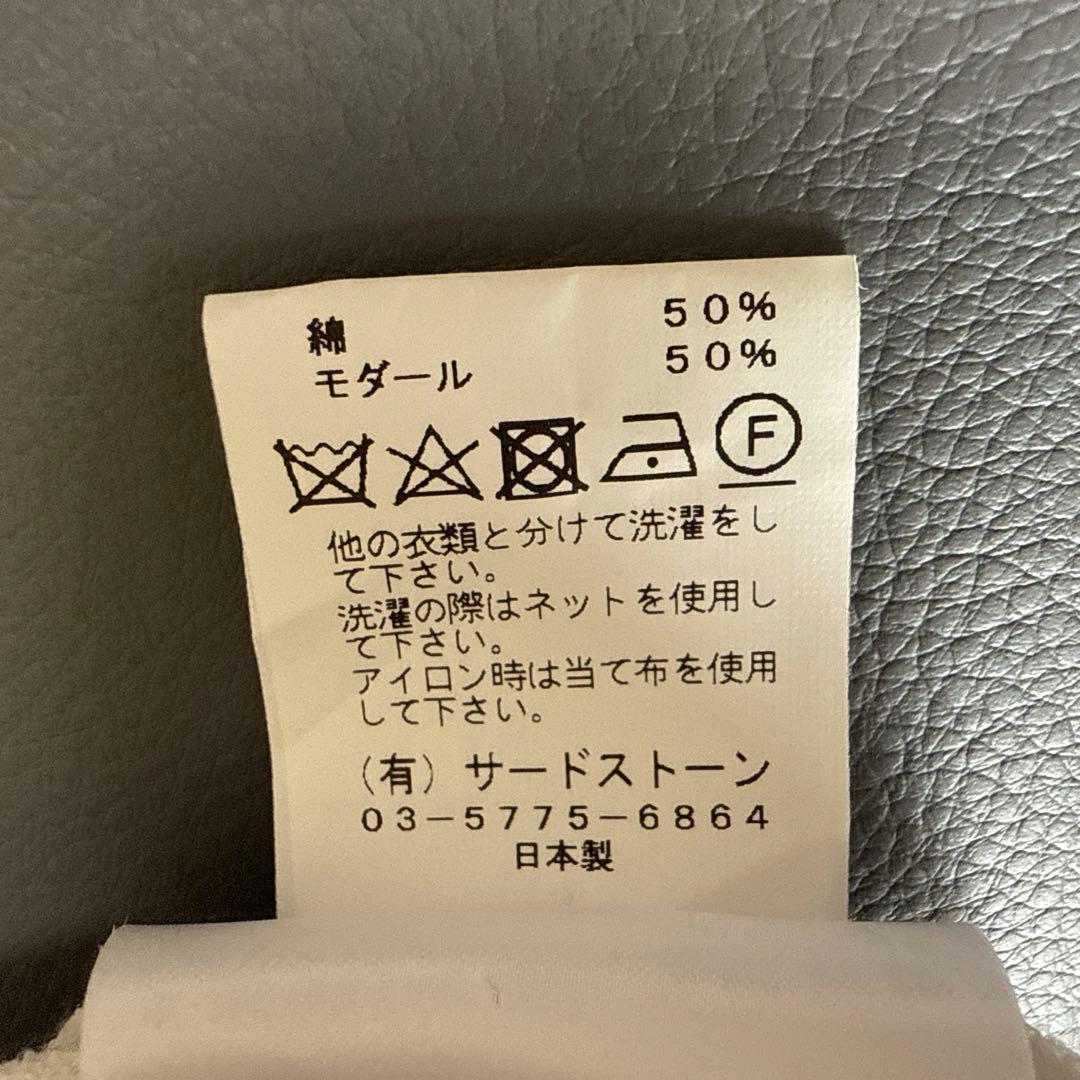 綿 50%
モダール 50%
F
他の衣類と分けて洗濯をし
て下さい。
洗濯の際はネットを使用し
て下さい。
アイロン時は当て布を使用
して下さい。
（有）サードストーン
03-5775-6864
日本製